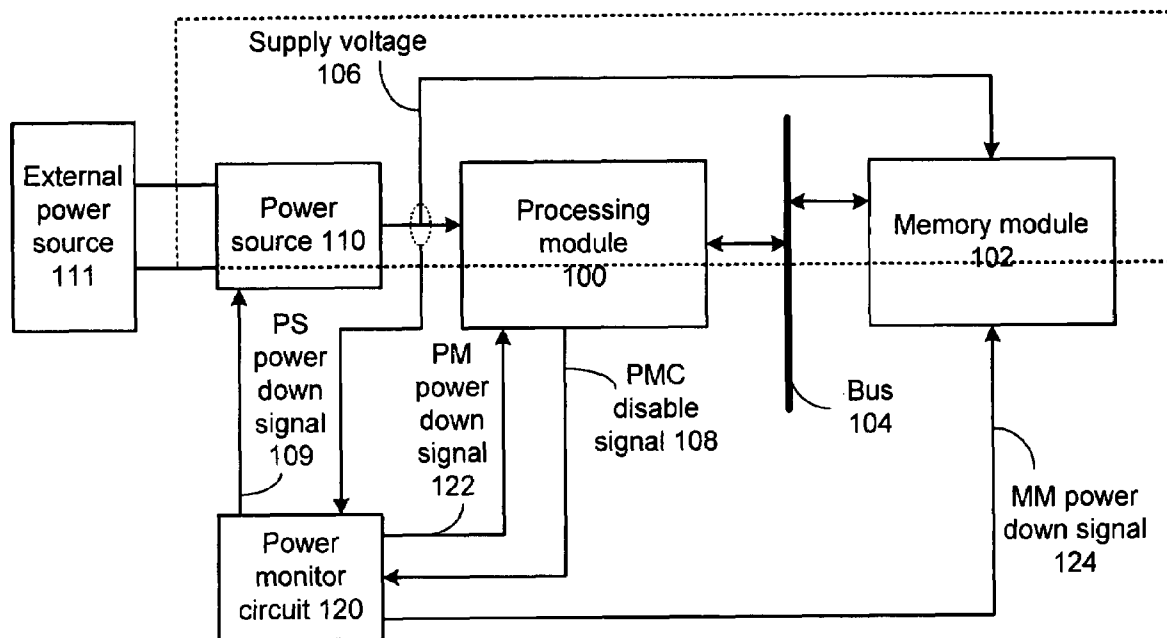 Supply voltage
106
External
power
source
111
Power
source 110
Processing
module
100
Memory module
102
PS
power
down
signal
109
PM
power
down
signal
122
PMC
disable
signal 108
Bus
104
MM power
down signal
124
Power
monitor
circuit 120